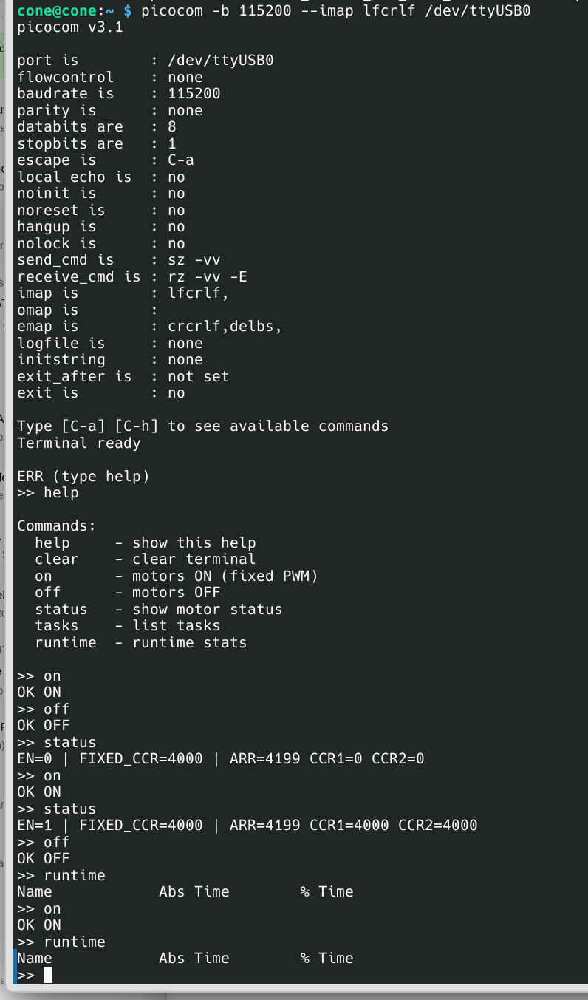 cone@cone:~ $ picocom -b 115200 --imap lfcrlf /dev/ttyUSB0
picocom v3.1

port is        : /dev/ttyUSB0
flowcontrol    : none
baudrate is    : 115200
parity is      : none
databits are   : 8
stopbits are   : 1
escape is      : C-a
local echo is  : no
noinit is      : no
noreset is     : no
hangup is      : no
nolock is      : no
send_cmd is    : sz -vv
receive_cmd is : rz -vv -E
imap is        : lfcrlf,
omap is        :
emap is        : crcrlf,delbs,
logfile is     : none
initstring     : none
exit_after is  : not set
exit is        : no

Type [C-a] [C-h] to see available commands
Terminal ready

ERR (type help)
>> help

Commands:
  help     - show this help
  clear    - clear terminal
  on       - motors ON (fixed PWM)
  off      - motors OFF
  status   - show motor status
  tasks    - list tasks
  runtime  - runtime stats

>> on
OK ON
>> off
OK OFF
>> status
EN=0 | FIXED_CCR=4000 | ARR=4199 CCR1=0 CCR2=0
>> on
OK ON
>> status
EN=1 | FIXED_CCR=4000 | ARR=4199 CCR1=4000 CCR2=4000
>> off
OK OFF
>> runtime
Name            Abs Time        % Time
>> on
OK ON
>> runtime
Name            Abs Time        % Time
>>